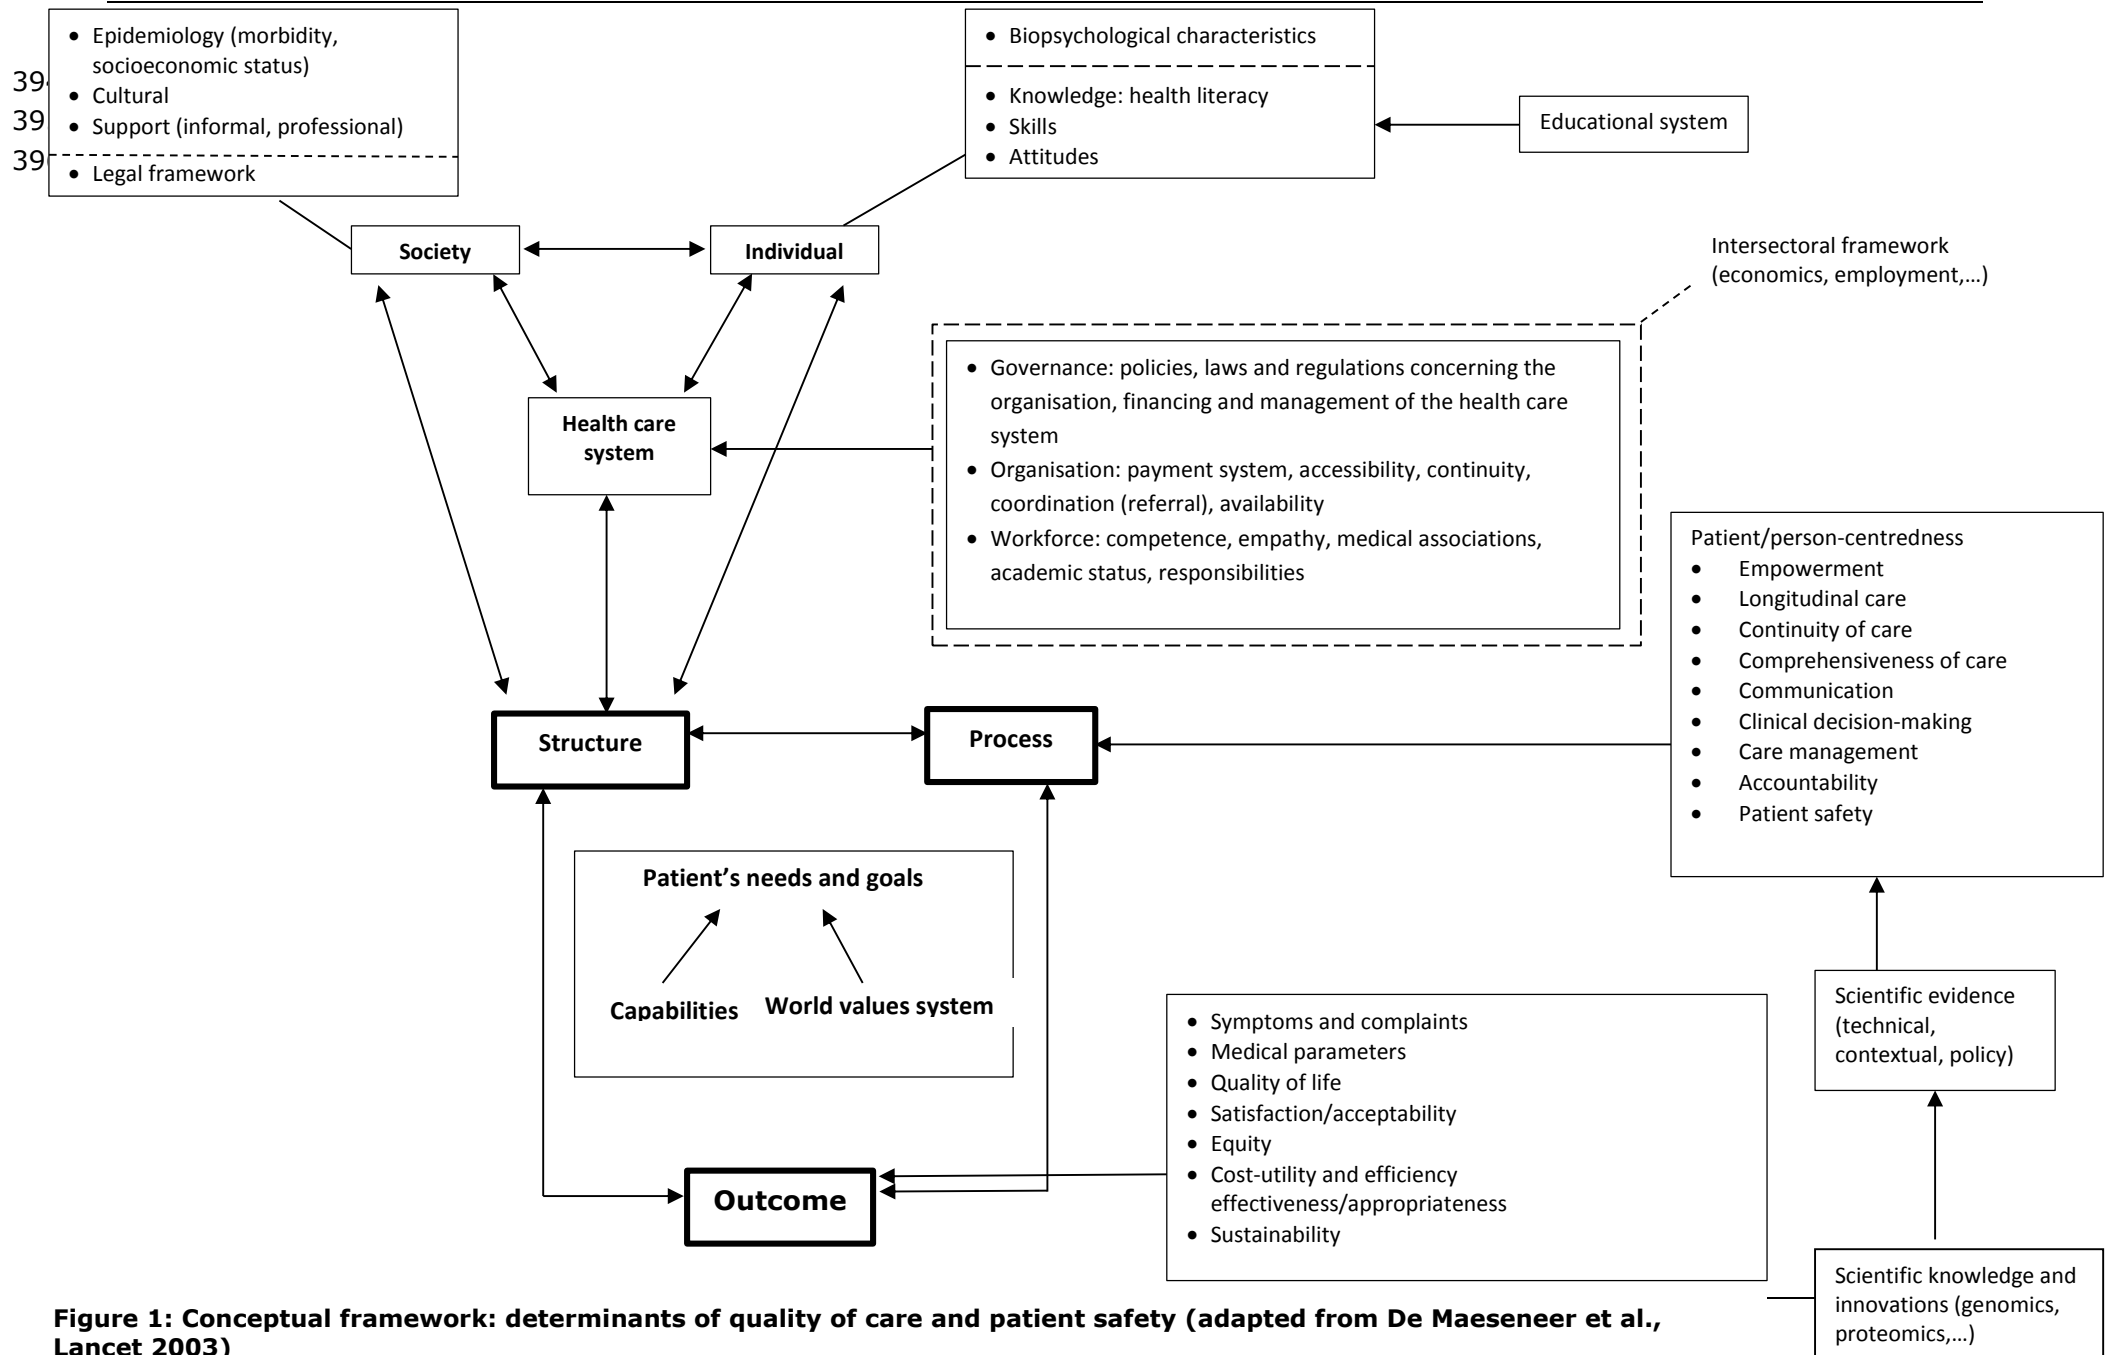 • Epidemiology (morbidity,
socioeconomic status)
• Cultural
• Support (informal, professional)
• Legal framework
39
39
39
• Biopsychological characteristics
• Knowledge: health literacy
• Skills
• Attitudes
Educational system
Society
Individual
Intersectoral framework
(economics, employment,...)
Health care
system
• Governance: policies, laws and regulations concerning the
organisation, financing and management of the health care
system
• Organisation: payment system, accessibility, continuity,
coordination (referral), availability
• Workforce: competence, empathy, medical associations,
academic status, responsibilities
Patient/person-centredness
• Empowerment
• Longitudinal care
• Continuity of care
• Comprehensiveness of care
• Communication
• Clinical decision-making
• Care management
• Accountability
• Patient safety
Structure
Process
Patient’s needs and goals
Capabilities
World values system
Scientific evidence
(technical,
contextual, policy)
• Symptoms and complaints
• Medical parameters
• Quality of life
• Satisfaction/acceptability
• Equity
• Cost-utility and efficiency
effectiveness/appropriateness
• Sustainability
Outcome
Scientific knowledge and
innovations (genomics,
proteomics,...)
Figure 1: Conceptual framework: determinants of quality of care and patient safety (adapted from De Maeseneer et al.,
Lancet 2003)